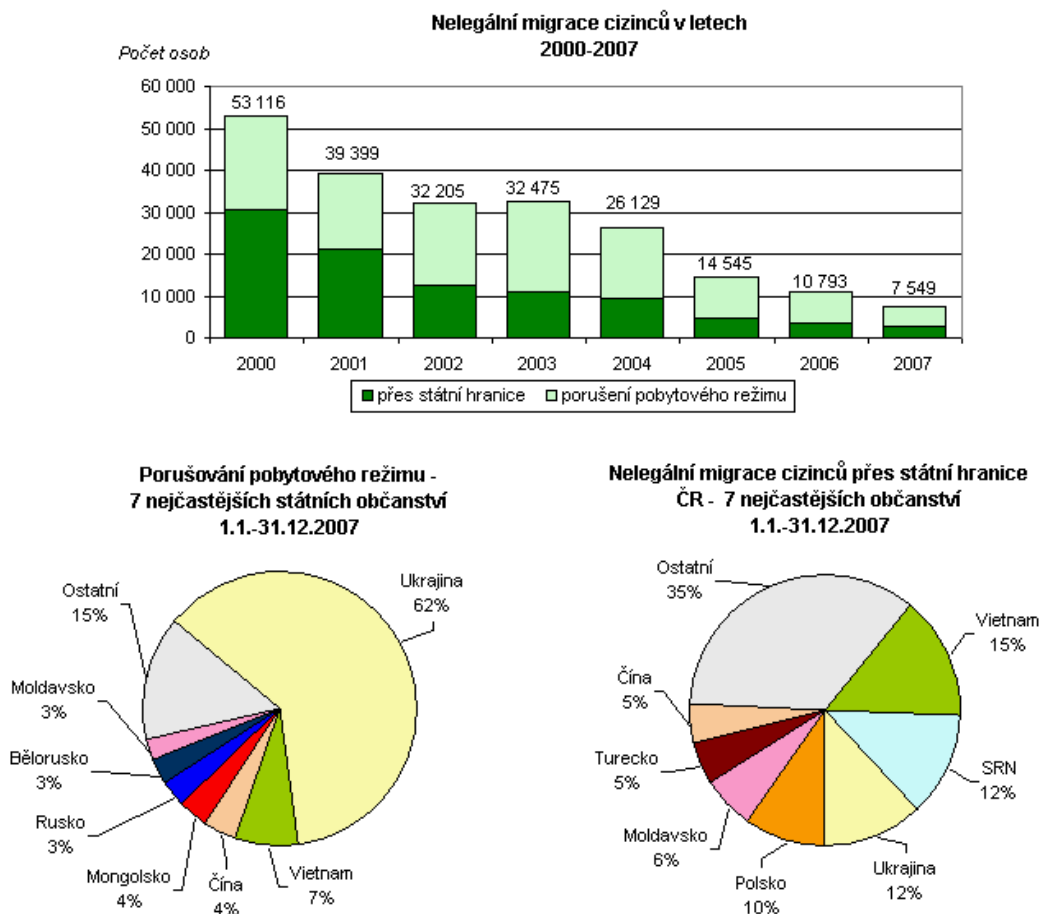 Nelegální migrace cizinců v letech
2000-2007
Počet osob
60 000
50 000
40 000
30 000
20 000
10 000
0
53 116
39 399
32 205
32 475
26 129
14 545
10 793
7 549
2000
2001
2002
2003
2004
2005
2006
2007
přes státní hranice
porušení pobytového režimu
Porušování pobytového režimu -
7 nejčastějších státních občanství
1.1.-31.12.2007
Ukrajina
62%
Ostatní
15%
Moldavsko
3%
Bělorusko
3%
Rusko
3%
Mongolsko
4%
Čína
4%
Vietnam
7%
Nelegální migrace cizinců přes státní hranice
ČR - 7 nejčastějších občanství
1.1.-31.12.2007
Ostatní
35%
Vietnam
15%
Čína
5%
Turecko
5%
SRN
12%
Moldavsko
6%
Polsko
10%
Ukrajina
12%